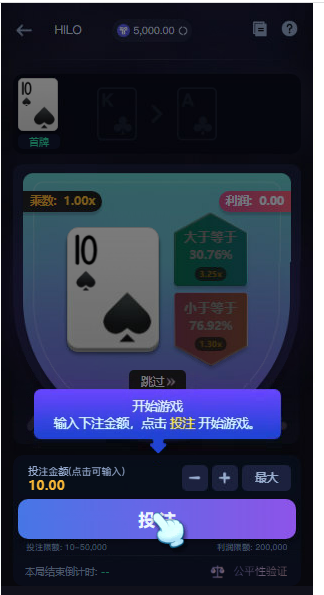 HILO
5,000.00
10
K
A
首牌
乘数: 1.00x
利润: 0.00
10
大于等于
30.76%
3.25x
小于等于
76.92%
1.30x
跳过
开始游戏
输入下注金额，点击 投注 开始游戏。
投注金额(点击可输入)
10.00
最大
投注
投注限额: 10~50,000
利润限额: 200,000
本局结束倒计时: --
公平性验证